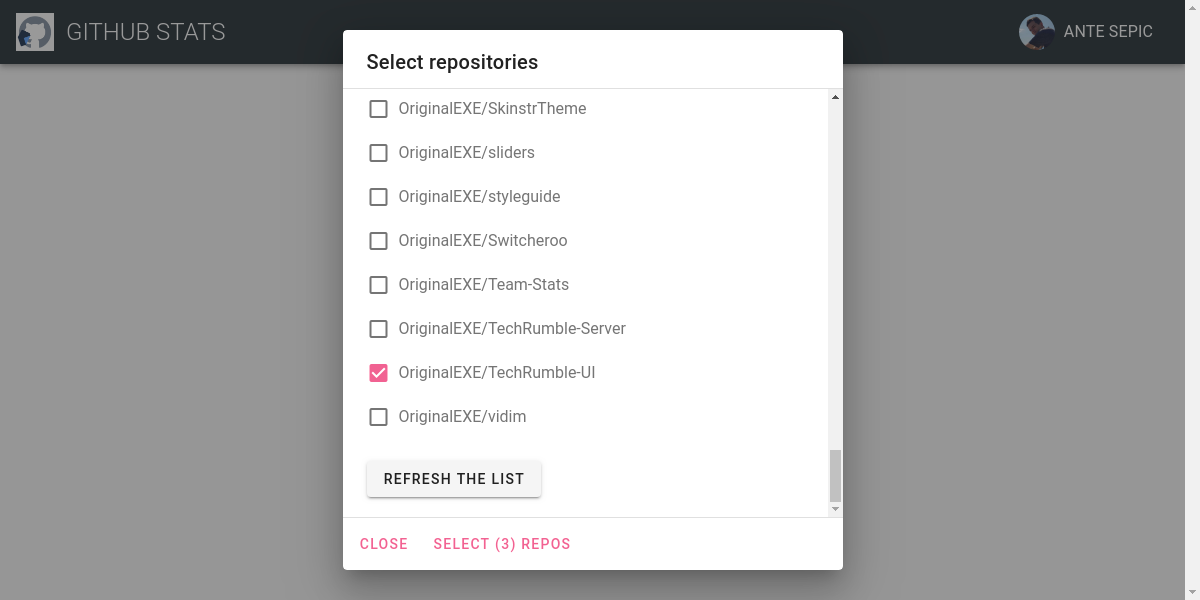 GITHUB STATS
ANTE SEPIC
Select repositories
OriginalEXE/SkinstrTheme
OriginalEXE/sliders
OriginalEXE/styleguide
OriginalEXE/Switcheroo
OriginalEXE/Team-Stats
OriginalEXE/TechRumble-Server
OriginalEXE/TechRumble-UI
OriginalEXE/vidim
REFRESH THE LIST
CLOSE
SELECT (3) REPOS